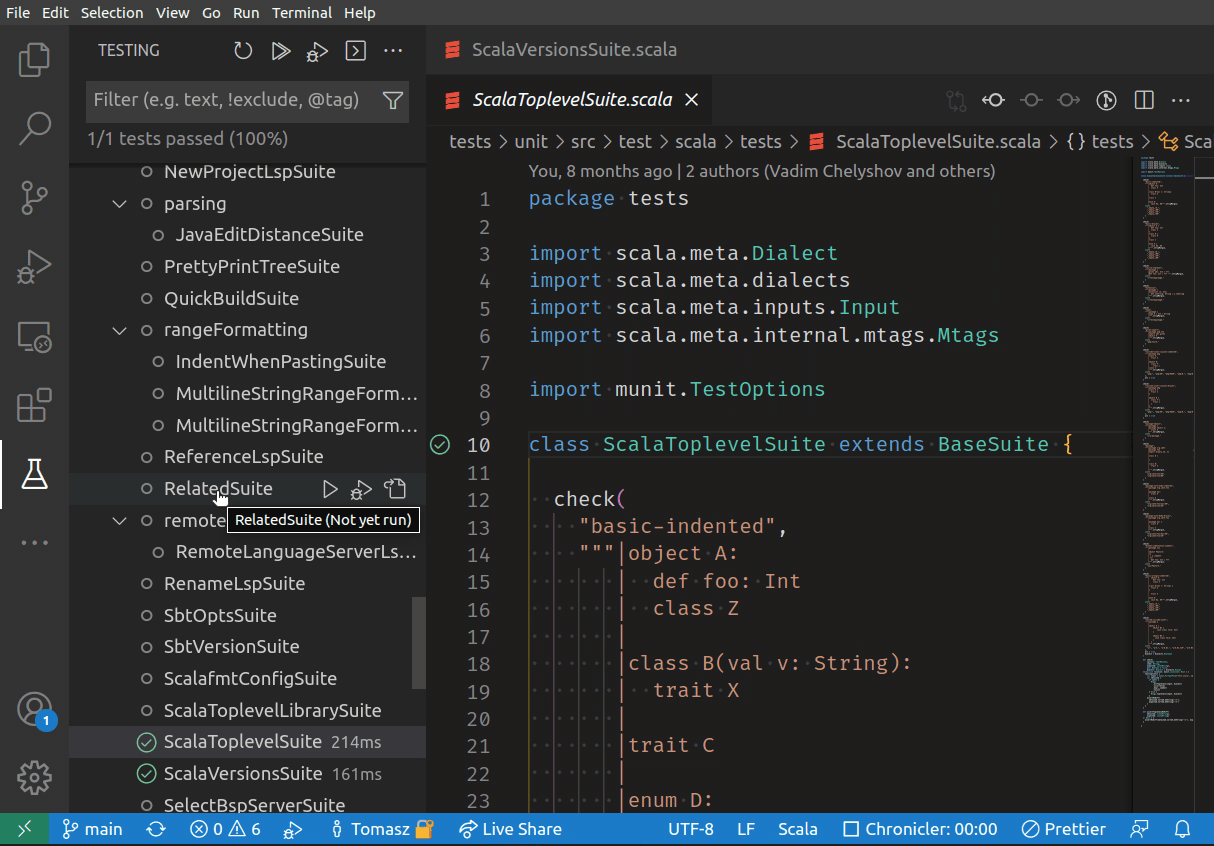 File Edit Selection View Go Run Terminal Help
TESTING
Filter (e.g. text, !exclude, @tag)
1/1 tests passed (100%)
NewProjectLspSuite
parsing
JavaEditDistanceSuite
PrettyPrintTreeSuite
QuickBuildSuite
rangeFormatting
IndentWhenPastingSuite
MultilineStringRangeForm...
MultilineStringRangeForm...
ReferenceLspSuite
RelatedSuite
remote
RelatedSuite (Not yet run)
RemoteLanguageServerLs...
RenameLspSuite
SbtOptsSuite
SbtVersionSuite
ScalafmtConfigSuite
ScalaToplevelLibrarySuite
ScalaToplevelSuite 214ms
ScalaVersionsSuite 161ms
SelectBspServerSuite
1
ScalaVersionsSuite.scala
ScalaToplevelSuite.scala
tests > unit > src > test > scala > tests > ScalaToplevelSuite.scala > {} tests > Sca
You, 8 months ago | 2 authors (Vadim Chelyshov and others)
1 package tests
2
3 import scala.meta.Dialect
4 import scala.meta.dialects
5 import scala.meta.inputs.Input
6 import scala.meta.internal.mtags.Mtags
7
8 import munit.TestOptions
9
10 class ScalaToplevelSuite extends BaseSuite {
11
12 check(
13 "basic-indented",
14 """|object A:
15 | def foo: Int
16 | class Z
17 |
18 |class B(val v: String):
19 | trait X
20 |
21 |trait C
22 |
23 |enum D:
main 0 6 Tomasz Live Share UTF-8 LF Scala Chronicler: 00:00 Prettier